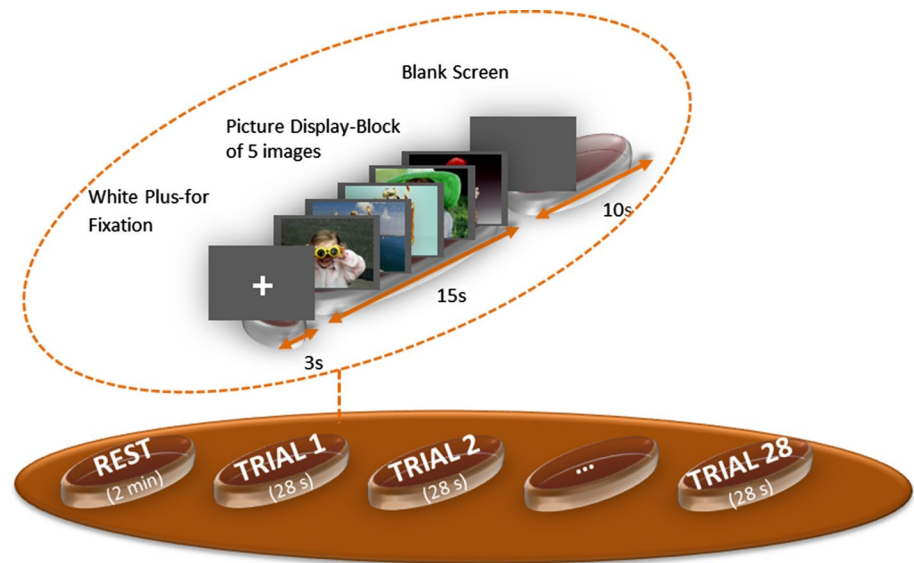 Blank Screen
Picture Display-Block
of 5 images
White Plus-for
Fixation
10s
15s
3s
REST
(2 min)
TRIAL 1
(28 s)
TRIAL 2
(28 s)
...
TRIAL 28
(28 s)